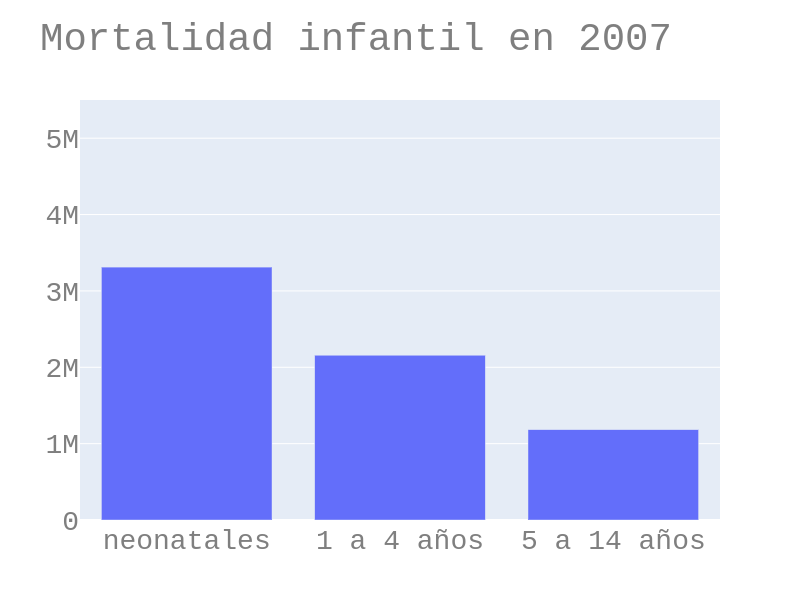 Mortalidad infantil en 2007
5M
4M
3M
2M
1M
0
neonatales
1 a 4 años
5 a 14 años